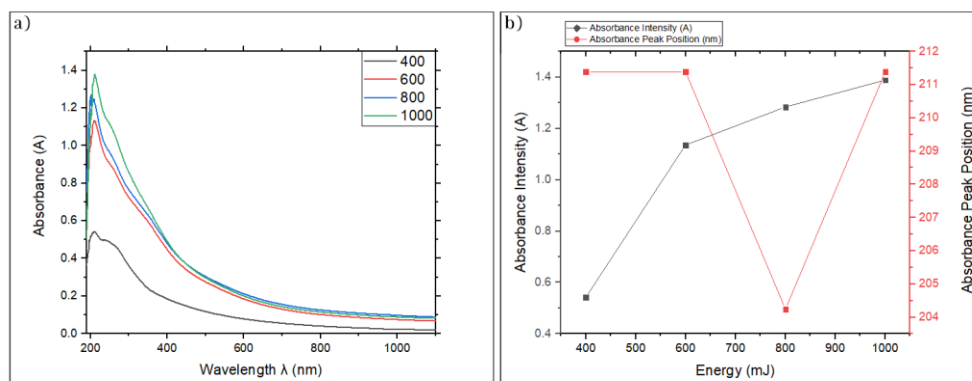 a)
400
600
800
1000
1.4
1.2
1.0
0.8
0.6
0.4
0.2
0.0
Absorbance (A)
200 400 600 800 1000
Wavelength λ (nm)
b)
Absorbance Intensity (A)
Absorbance Peak Position (nm)
1.4
1.2
1.0
0.8
0.6
0.4
Absorbance Intensity (A)
212
211
210
209
208
207
206
205
204
Absorbance Peak Position (nm)
400 500 600 700 800 900 1000
Energy (mJ)